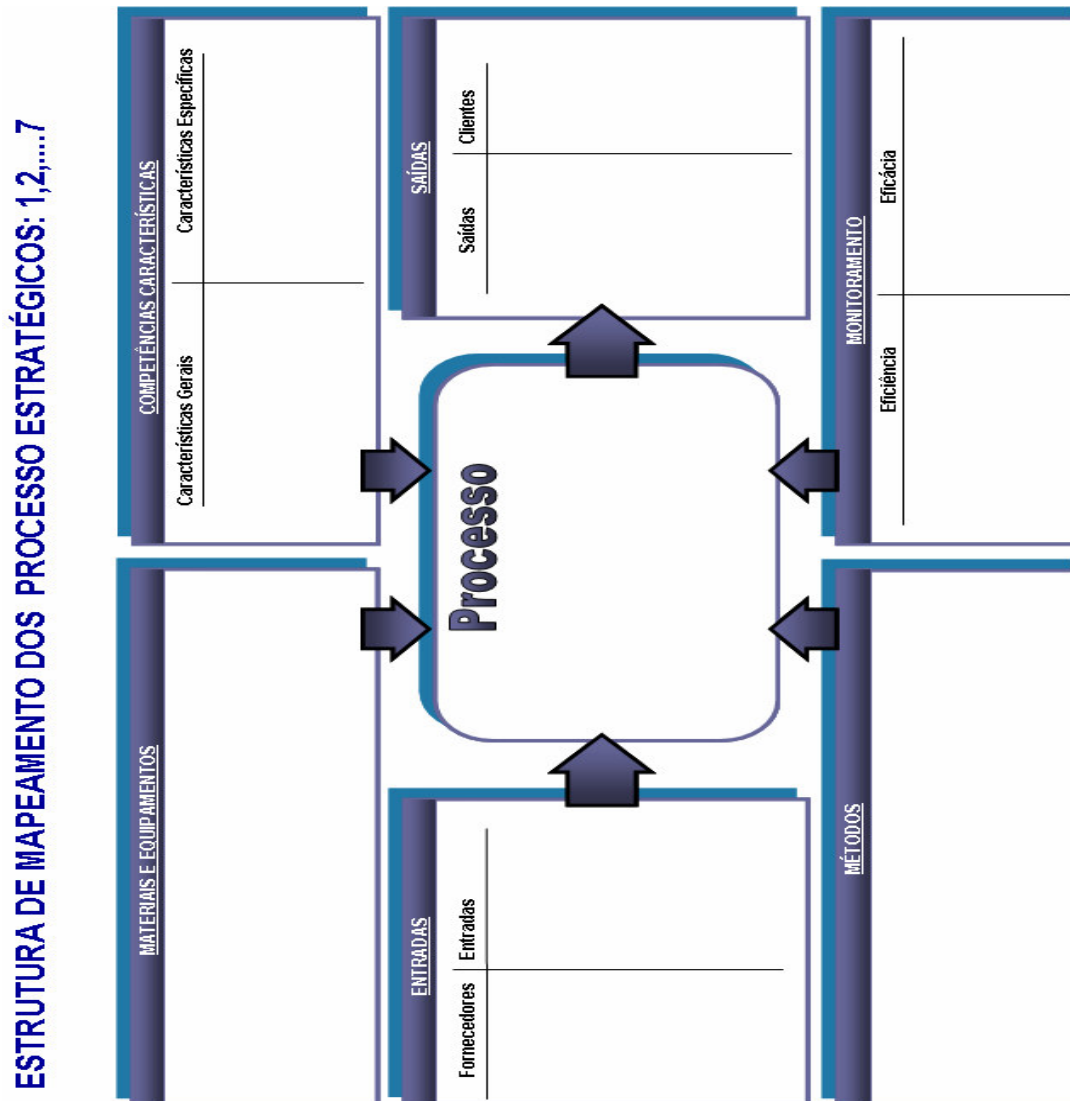 ESTRUTURA DE MAPEAMENTO DOS PROCESSO ESTRATÉGICOS: 1,2,....7
MATERIAIS E EQUIPAMENTOS
COMPETÊNCIAS CARACTERÍSTICAS
Características Gerais
Características Específicas
ENTRADAS
Fornecedores
Entradas
Processo
SAÍDAS
Saídas
Clientes
MÉTODOS
MONITORAMENTO
Eficiência
Eficácia